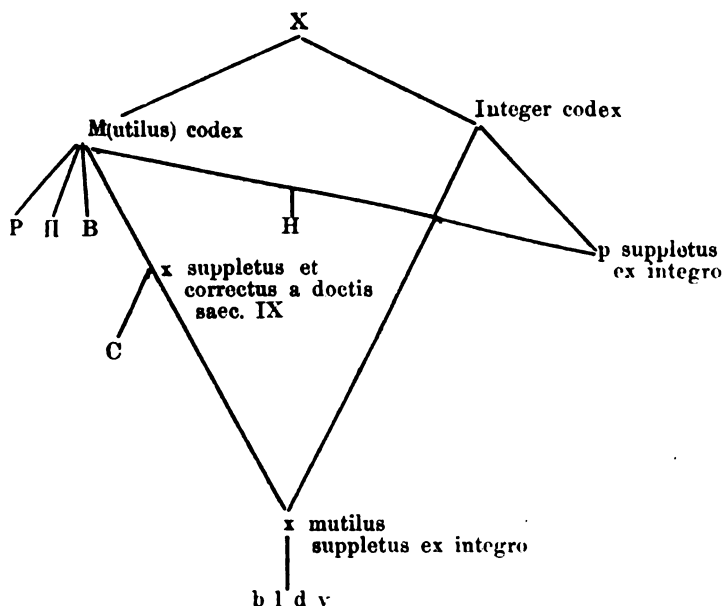 X
M(utilus) codex
Integer codex
P Π B
H
p suppletus
ex integro
x suppletus et
correctus a doctis
saec. IX
C
x mutilus
suppletus ex integro
b l d v